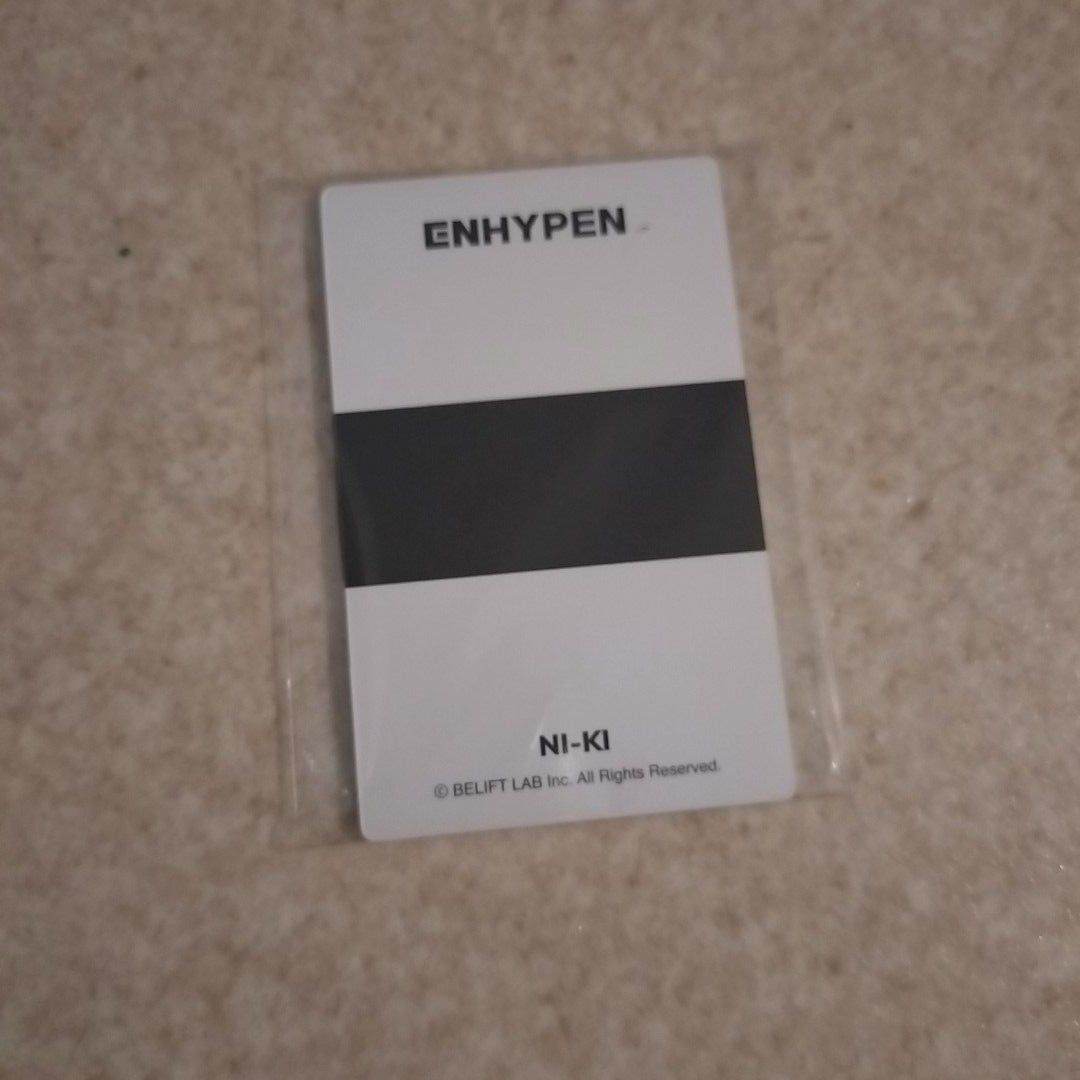 ENHYPEN
NI-KI
© BELIFT LAB Inc. All Rights Reserved.